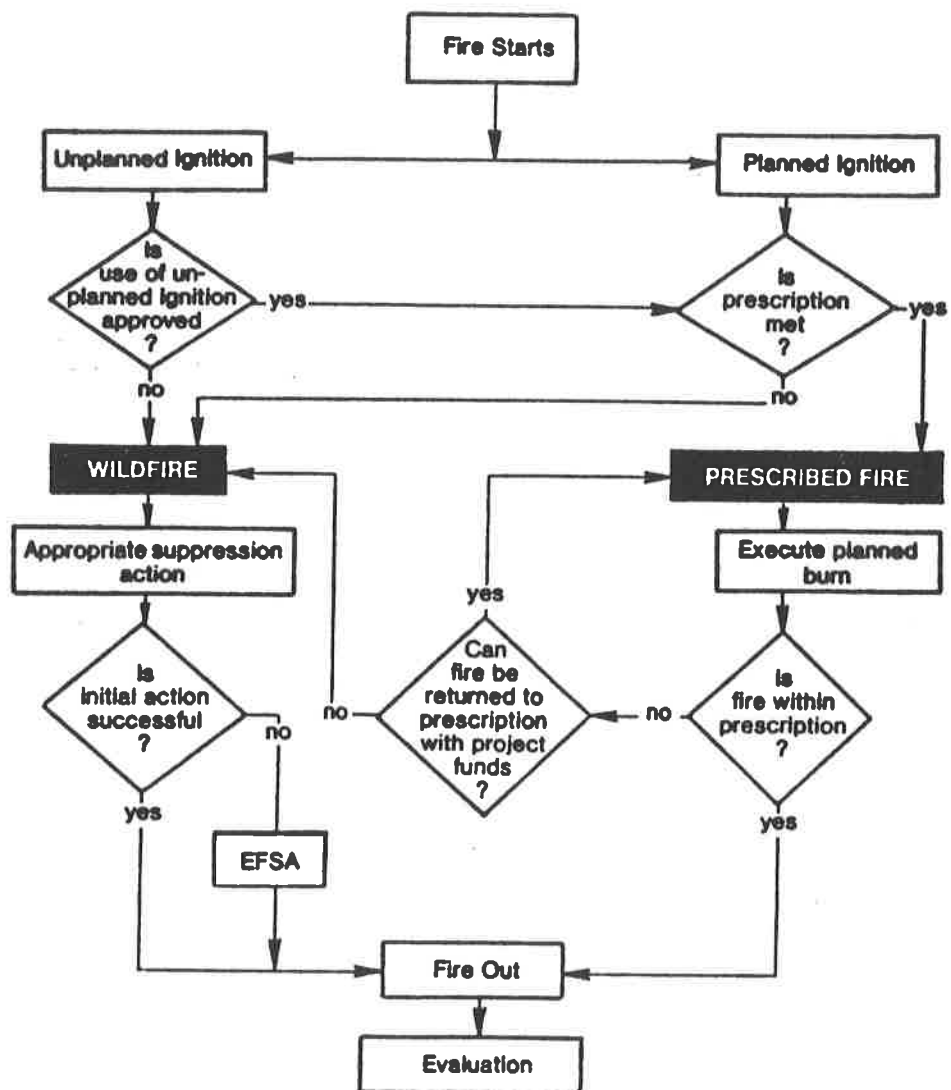 Fire Starts
Unplanned Ignition
Planned Ignition
Is
use of un-
planned Ignition
approved
?
yes
Is
prescription
met
?
yes
no
no
WILDFIRE
PRESCRIBED FIRE
Appropriate suppression
action
Execute planned
burn
yes
Is
initial action
successful
?
no
no
Can
fire be
returned to
prescription
with project
funds
?
no
Is
fire within
prescription
?
yes
yes
EFSA
Fire Out
Evaluation